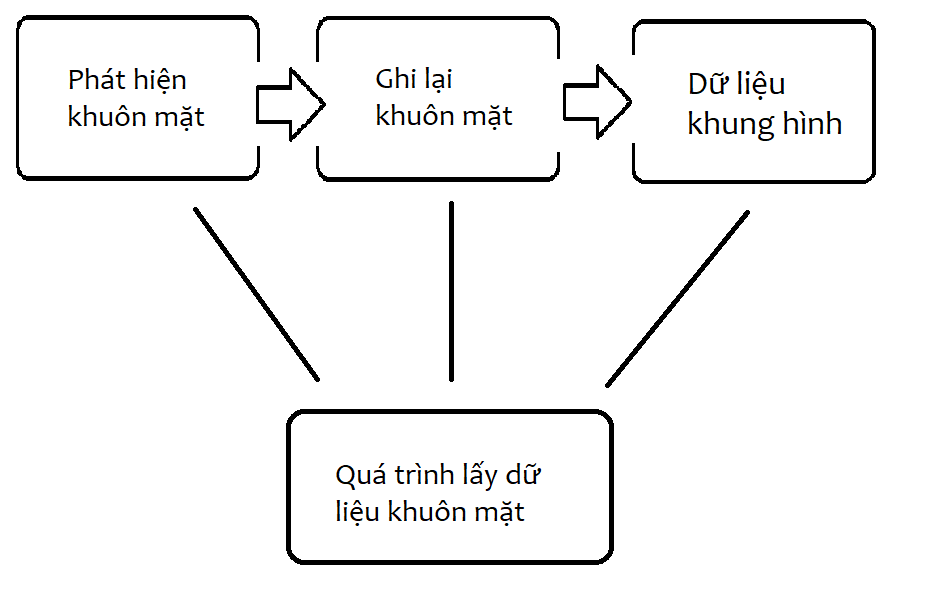 Phát hiện
khuôn mặt
Ghi lại
khuôn mặt
Dữ liệu
khung hình
Quá trình lấy dữ
liệu khuôn mặt